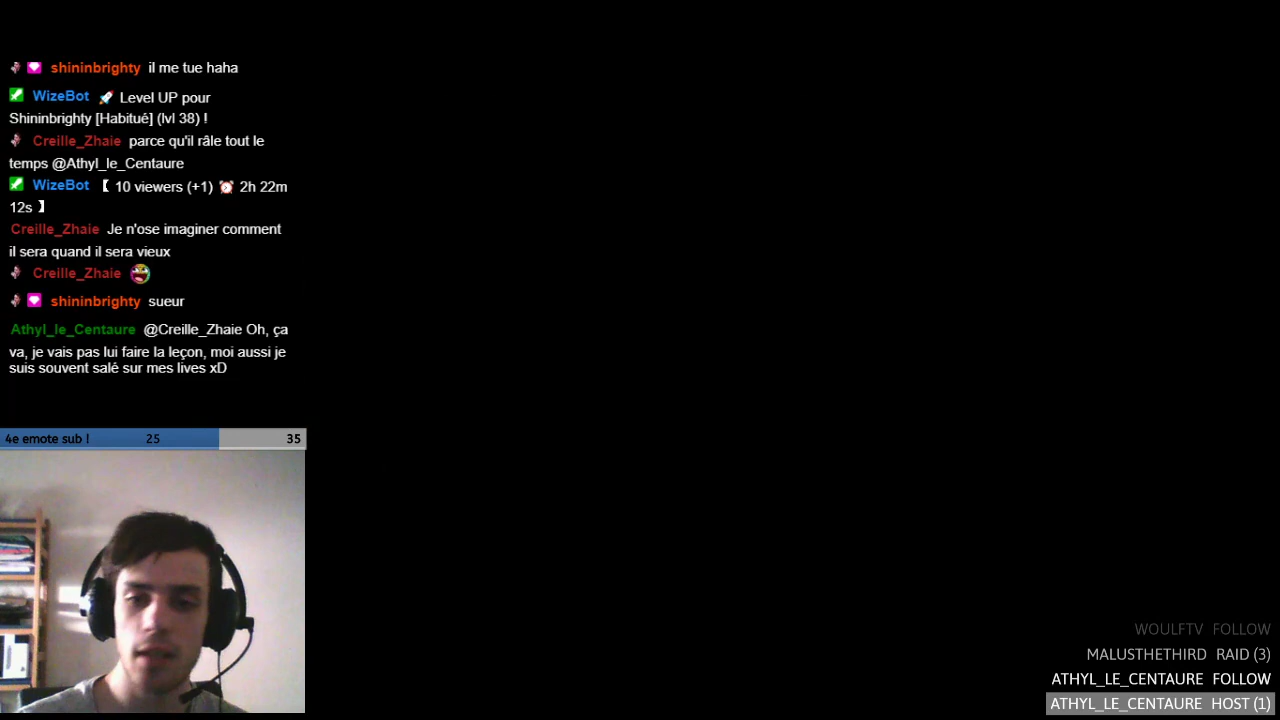 shininbrighty il me tue haha
WizeBot 🚀 Level UP pour
Shininbrighty [Habitué] (lvl 38) !
Creille_Zhaie parce qu'il râle tout le
temps @Athyl_le_Centaure
WizeBot 【 10 viewers (+1) ⏰ 2h 22m
12s 】
Creille_Zhaie Je n'ose imaginer comment
il sera quand il sera vieux
Creille_Zhaie
shininbrighty sueur
Athyl_le_Centaure @Creille_Zhaie Oh, ça
va, je vais pas lui faire la leçon, moi aussi je
suis souvent salé sur mes lives xD
4e emote sub ! 25 35
WOULFTV FOLLOW
MALUSTHETHIRD RAID (3)
ATHYL_LE_CENTAURE FOLLOW
ATHYL_LE_CENTAURE HOST (1)